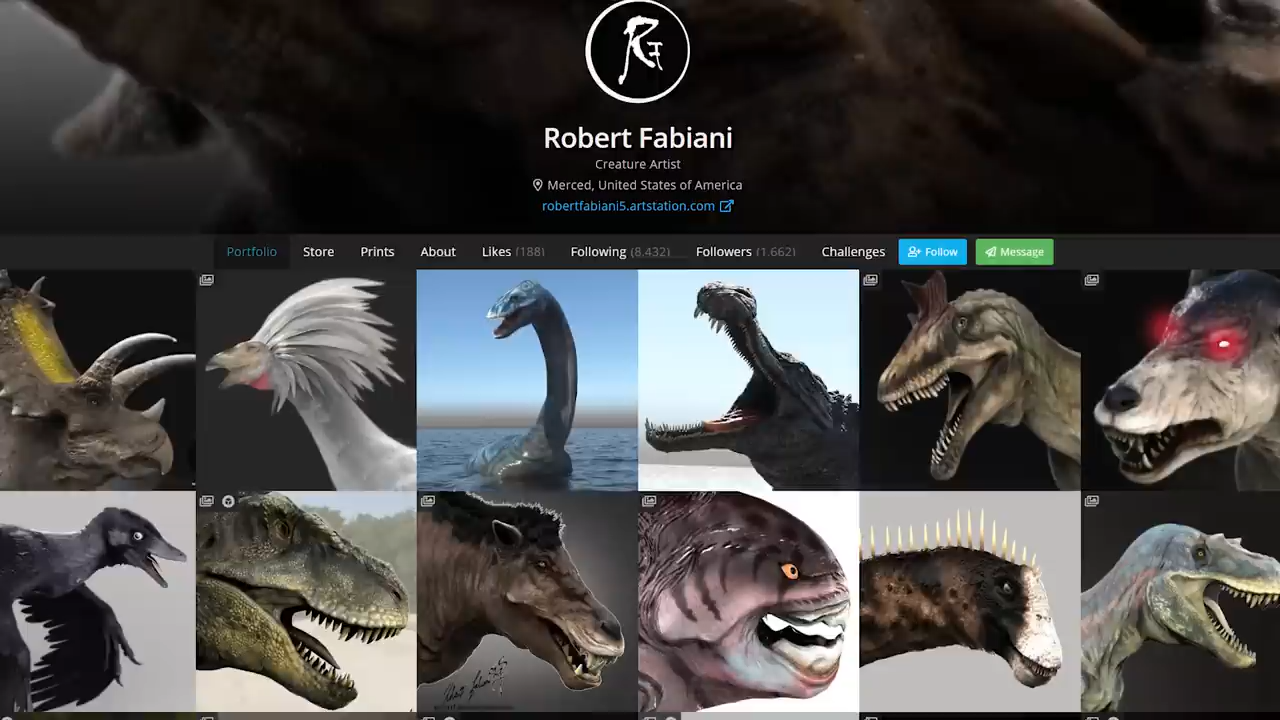 Robert Fabiani
Creature Artist
Merced, United States of America
robertfabiani5.artstation.com
Portfolio Store Prints About Likes (188) Following (8.432) Followers (1.662) Challenges Follow Message